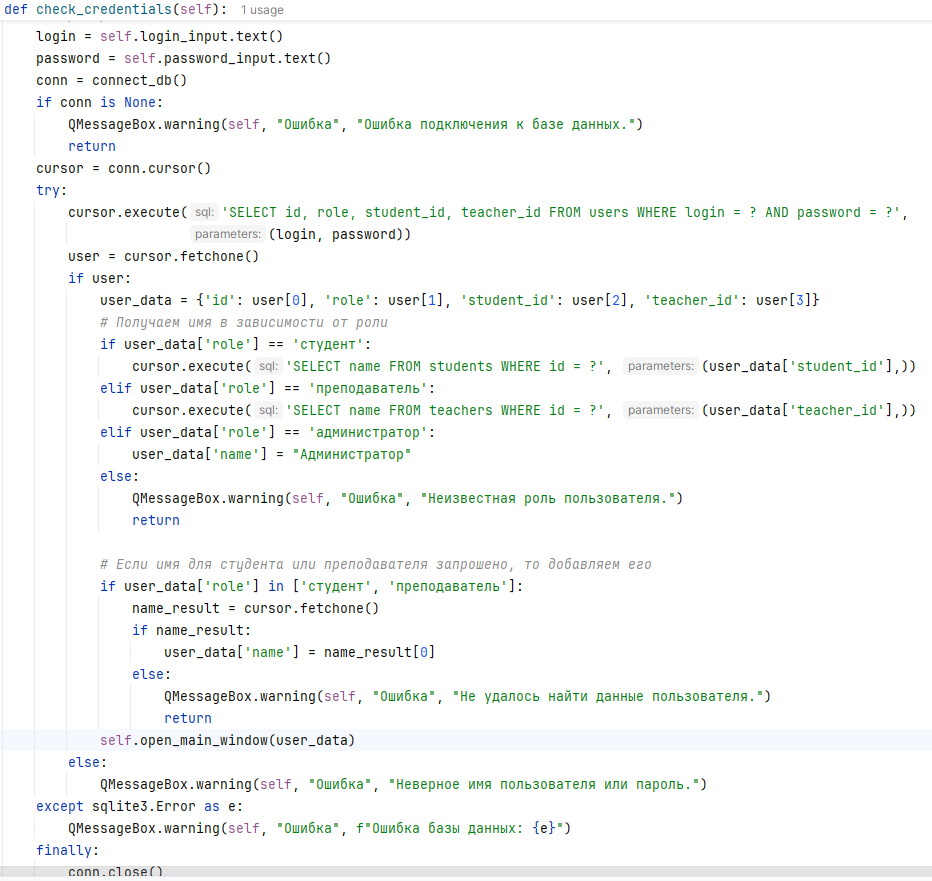 def check_credentials(self): 1 usage
    login = self.login_input.text()
    password = self.password_input.text()
    conn = connect_db()
    if conn is None:
        QMessageBox.warning(self, "Ошибка", "Ошибка подключения к базе данных.")
        return
    cursor = conn.cursor()
    try:
        cursor.execute( sql: 'SELECT id, role, student_id, teacher_id FROM users WHERE login = ? AND password = ?',
                        parameters: (login, password))
        user = cursor.fetchone()
        if user:
            user_data = {'id': user[0], 'role': user[1], 'student_id': user[2], 'teacher_id': user[3]}
            # Получаем имя в зависимости от роли
            if user_data['role'] == 'студент':
                cursor.execute( sql: 'SELECT name FROM students WHERE id = ?', parameters: (user_data['student_id'],))
            elif user_data['role'] == 'преподаватель':
                cursor.execute( sql: 'SELECT name FROM teachers WHERE id = ?', parameters: (user_data['teacher_id'],))
            elif user_data['role'] == 'администратор':
                user_data['name'] = "Администратор"
            else:
                QMessageBox.warning(self, "Ошибка", "Неизвестная роль пользователя.")
                return

            # Если имя для студента или преподавателя запрошено, то добавляем его
            if user_data['role'] in ['студент', 'преподаватель']:
                name_result = cursor.fetchone()
                if name_result:
                    user_data['name'] = name_result[0]
                else:
                    QMessageBox.warning(self, "Ошибка", "Не удалось найти данные пользователя.")
                    return
            self.open_main_window(user_data)
        else:
            QMessageBox.warning(self, "Ошибка", "Неверное имя пользователя или пароль.")
    except sqlite3.Error as e:
        QMessageBox.warning(self, "Ошибка", f"Ошибка базы данных: {e}")
    finally:
        conn.close()